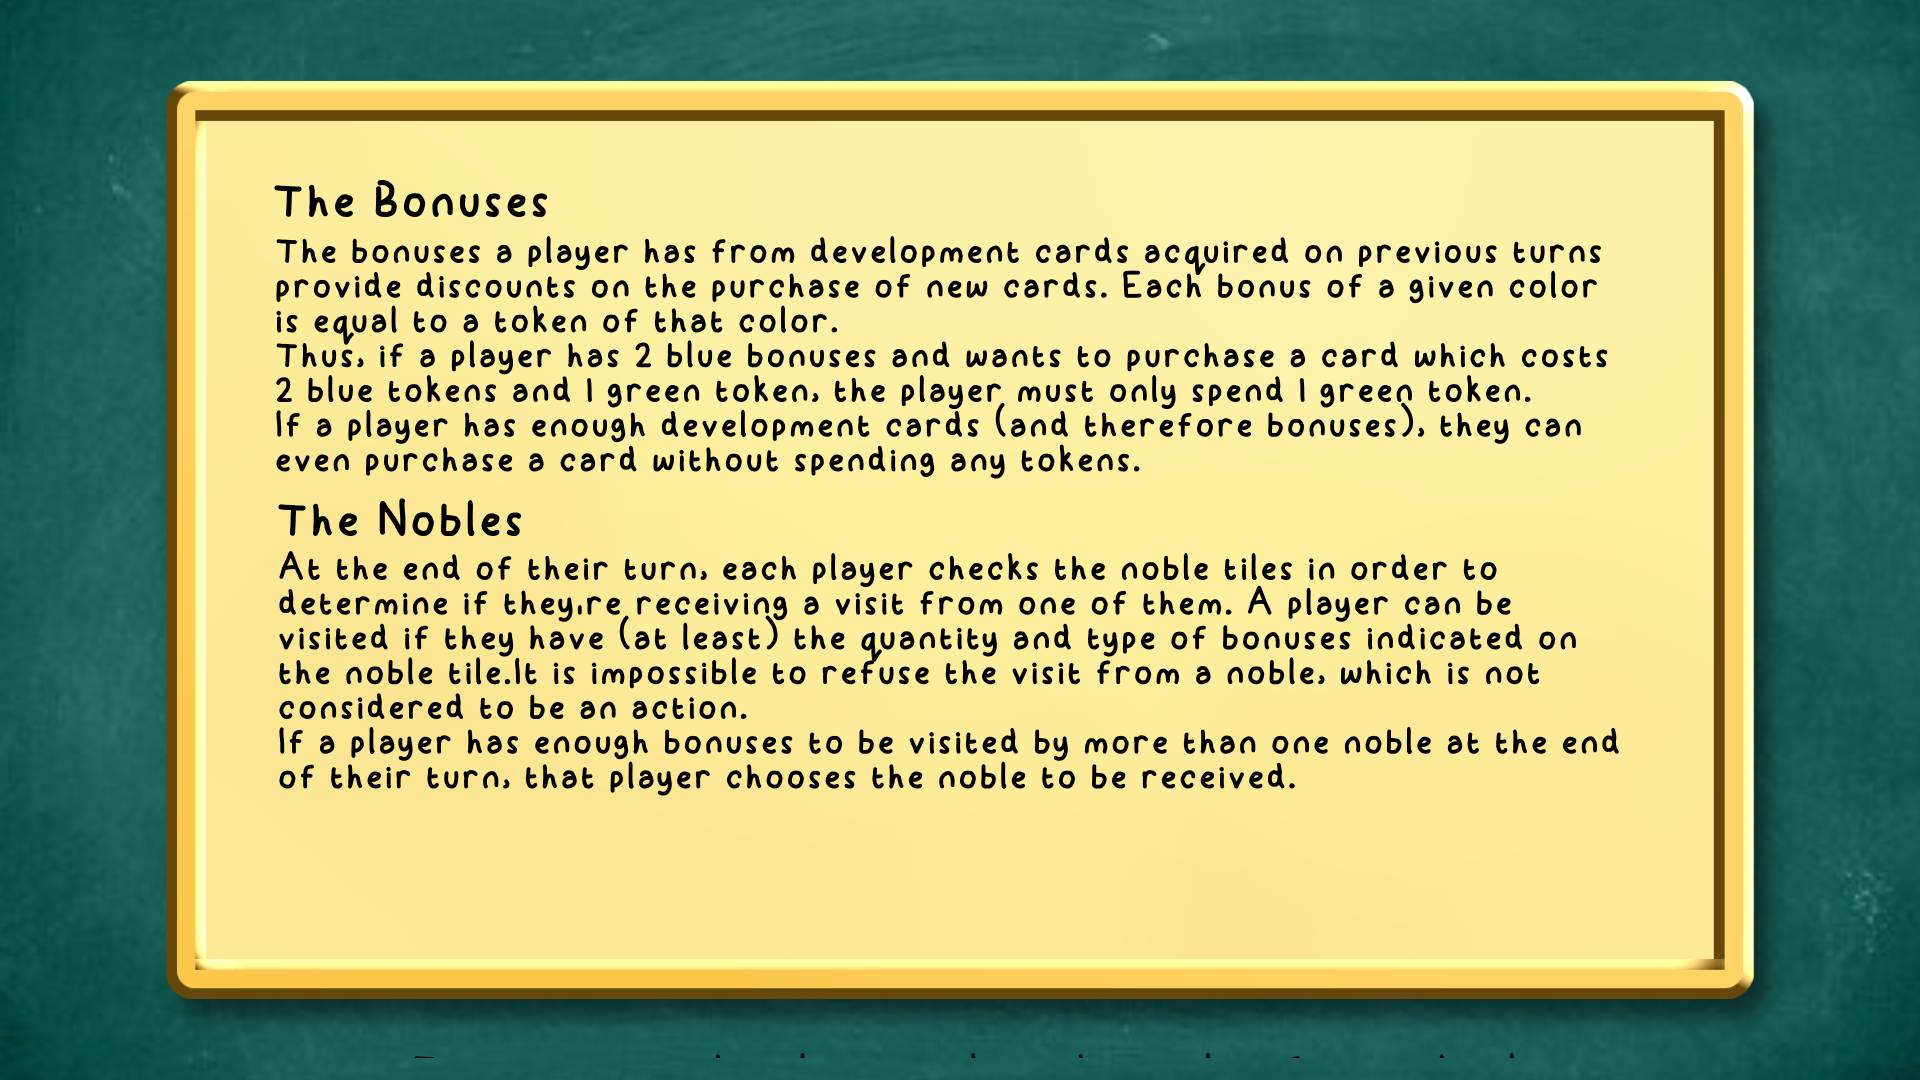 The Bonuses
The bonuses a player has from development cards acquired on previous turns
provide discounts on the purchase of new cards. Each bonus of a given color
is equal to a token of that color.
Thus, if a player has 2 blue bonuses and wants to purchase a card which costs
2 blue tokens and 1 green token, the player must only spend 1 green token.
If a player has enough development cards (and therefore bonuses), they can
even purchase a card without spending any tokens.
The Nobles
At the end of their turn, each player checks the noble tiles in order to
determine if they,re receiving a visit from one of them. A player can be
visited if they have (at least) the quantity and type of bonuses indicated on
the noble tile.It is impossible to refuse the visit from a noble, which is not
considered to be an action.
If a player has enough bonuses to be visited by more than one noble at the end
of their turn, that player chooses the noble to be received.